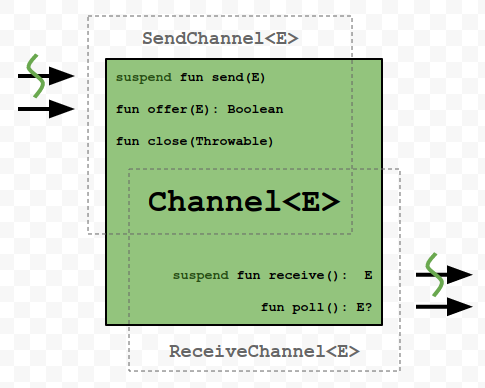 SendChannel<E>
suspend fun send(E)
fun offer(E): Boolean
fun close(Throwable)
Channel<E>
suspend fun receive(): E
fun poll(): E?
ReceiveChannel<E>